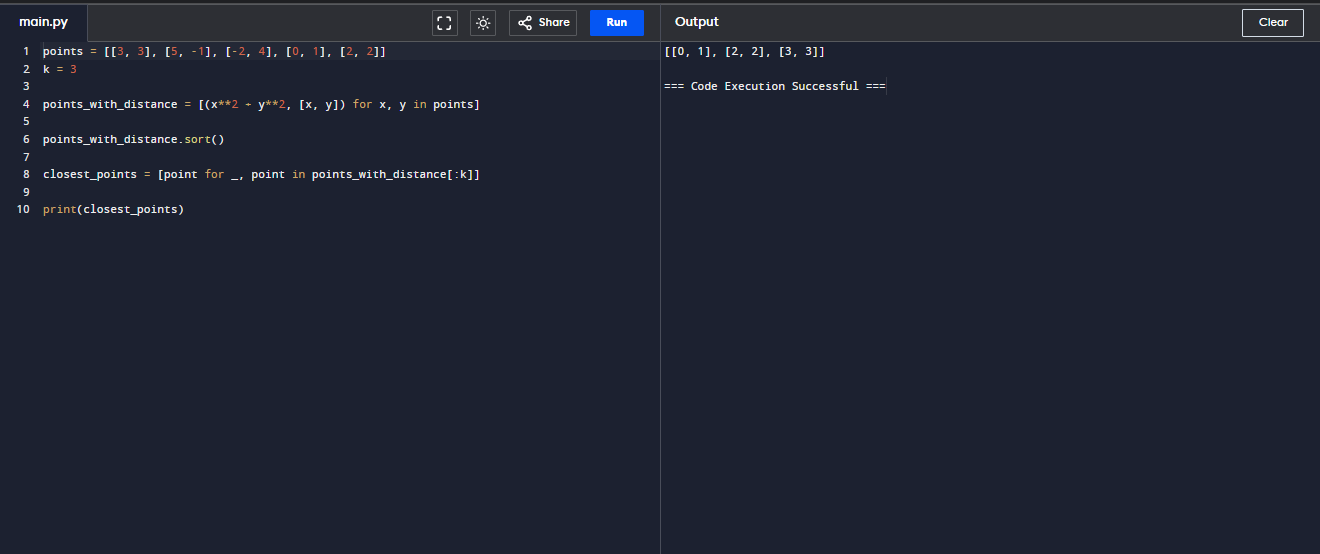 main.py
Share
Run
Output
Clear
1 points = [[3, 3], [5, -1], [-2, 4], [0, 1], [2, 2]]
2 k = 3
3
4 points_with_distance = [(x**2 + y**2, [x, y]) for x, y in points]
5
6 points_with_distance.sort()
7
8 closest_points = [point for _, point in points_with_distance[:k]]
9
10 print(closest_points)
[[0, 1], [2, 2], [3, 3]]
=== Code Execution Successful ===